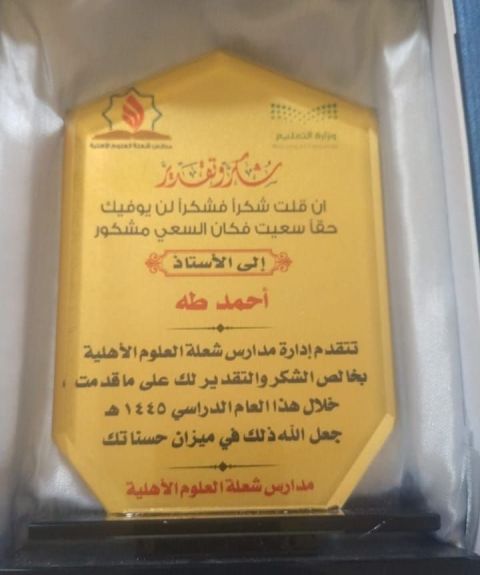 مدارس شعلة العلوم الأهلية
وزارة التعليم
شكر وتقدير
ان قلت شكراً فشكراً لن يوفيك
حقاً سعيت فكان السعي مشكور
إلى الأستاذ
أحمد طه
تتقدم إدارة مدارس شعلة العلوم الأهلية
بخالص الشكر والتقدير لك على ما قدمت ،
خلال هذا العام الدراسي ١٤٤٥ هـ
جعل الله ذلك في ميزان حسناتك
مدارس شعلة العلوم الأهلية